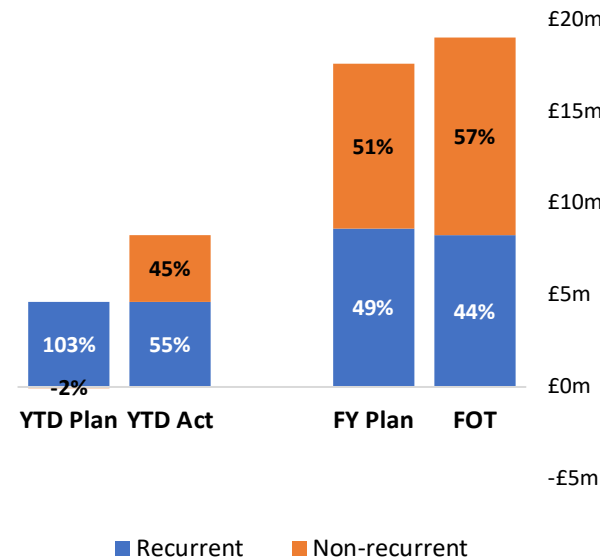 £20m
£15m
£10m
£5m
£0m
-£5m
51%
57%
45%
49%
44%
103%
55%
-2%
YTD Plan YTD Act FY Plan FOT
Recurrent Non-recurrent